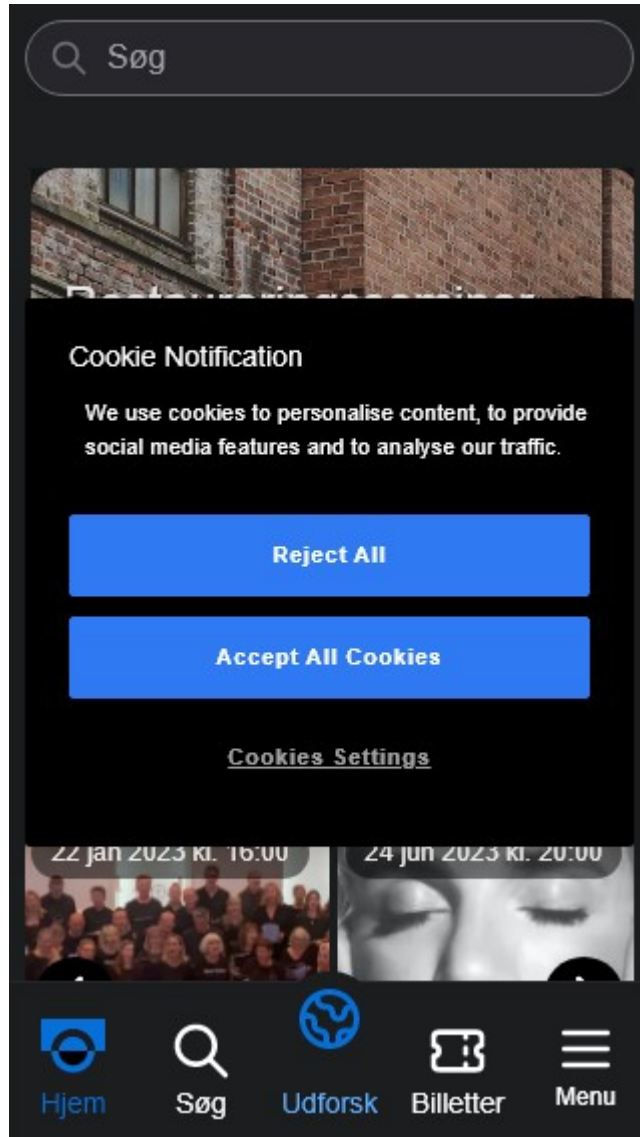 Søg
Restaureringsseminar
Cookie Notification
We use cookies to personalise content, to provide
social media features and to analyse our traffic.
Reject All
Accept All Cookies
Cookies Settings
22 jan 2023 kl. 16:00
24 jun 2023 kl. 20:00
Hjem
Søg
Udforsk
Billetter
Menu